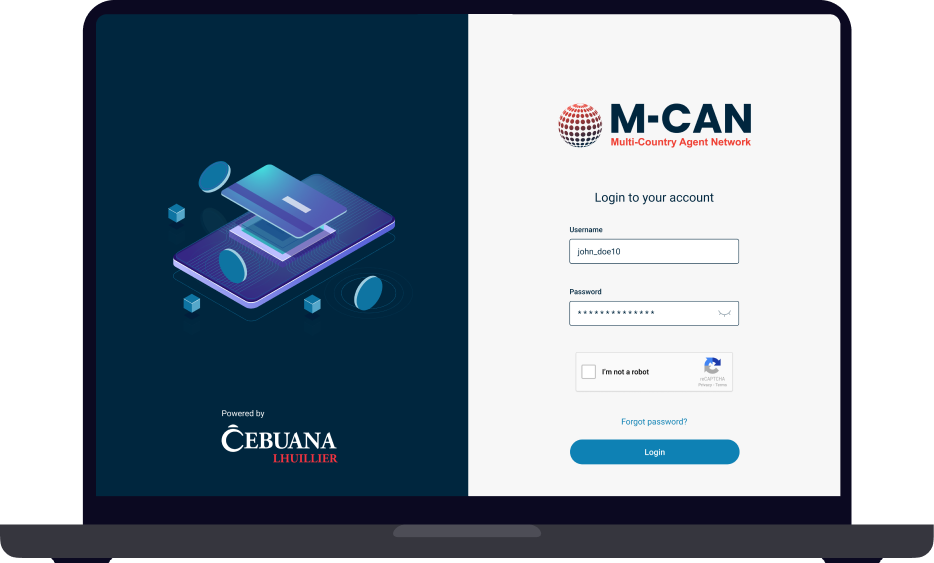 M-CAN
Multi-Country Agent Network
Login to your account
Username
john_doe10
Password
**************
I'm not a robot
reCAPTCHA
Privacy - Terms
Forgot password?
Login
Powered by
CEBUANA
LHUILLIER